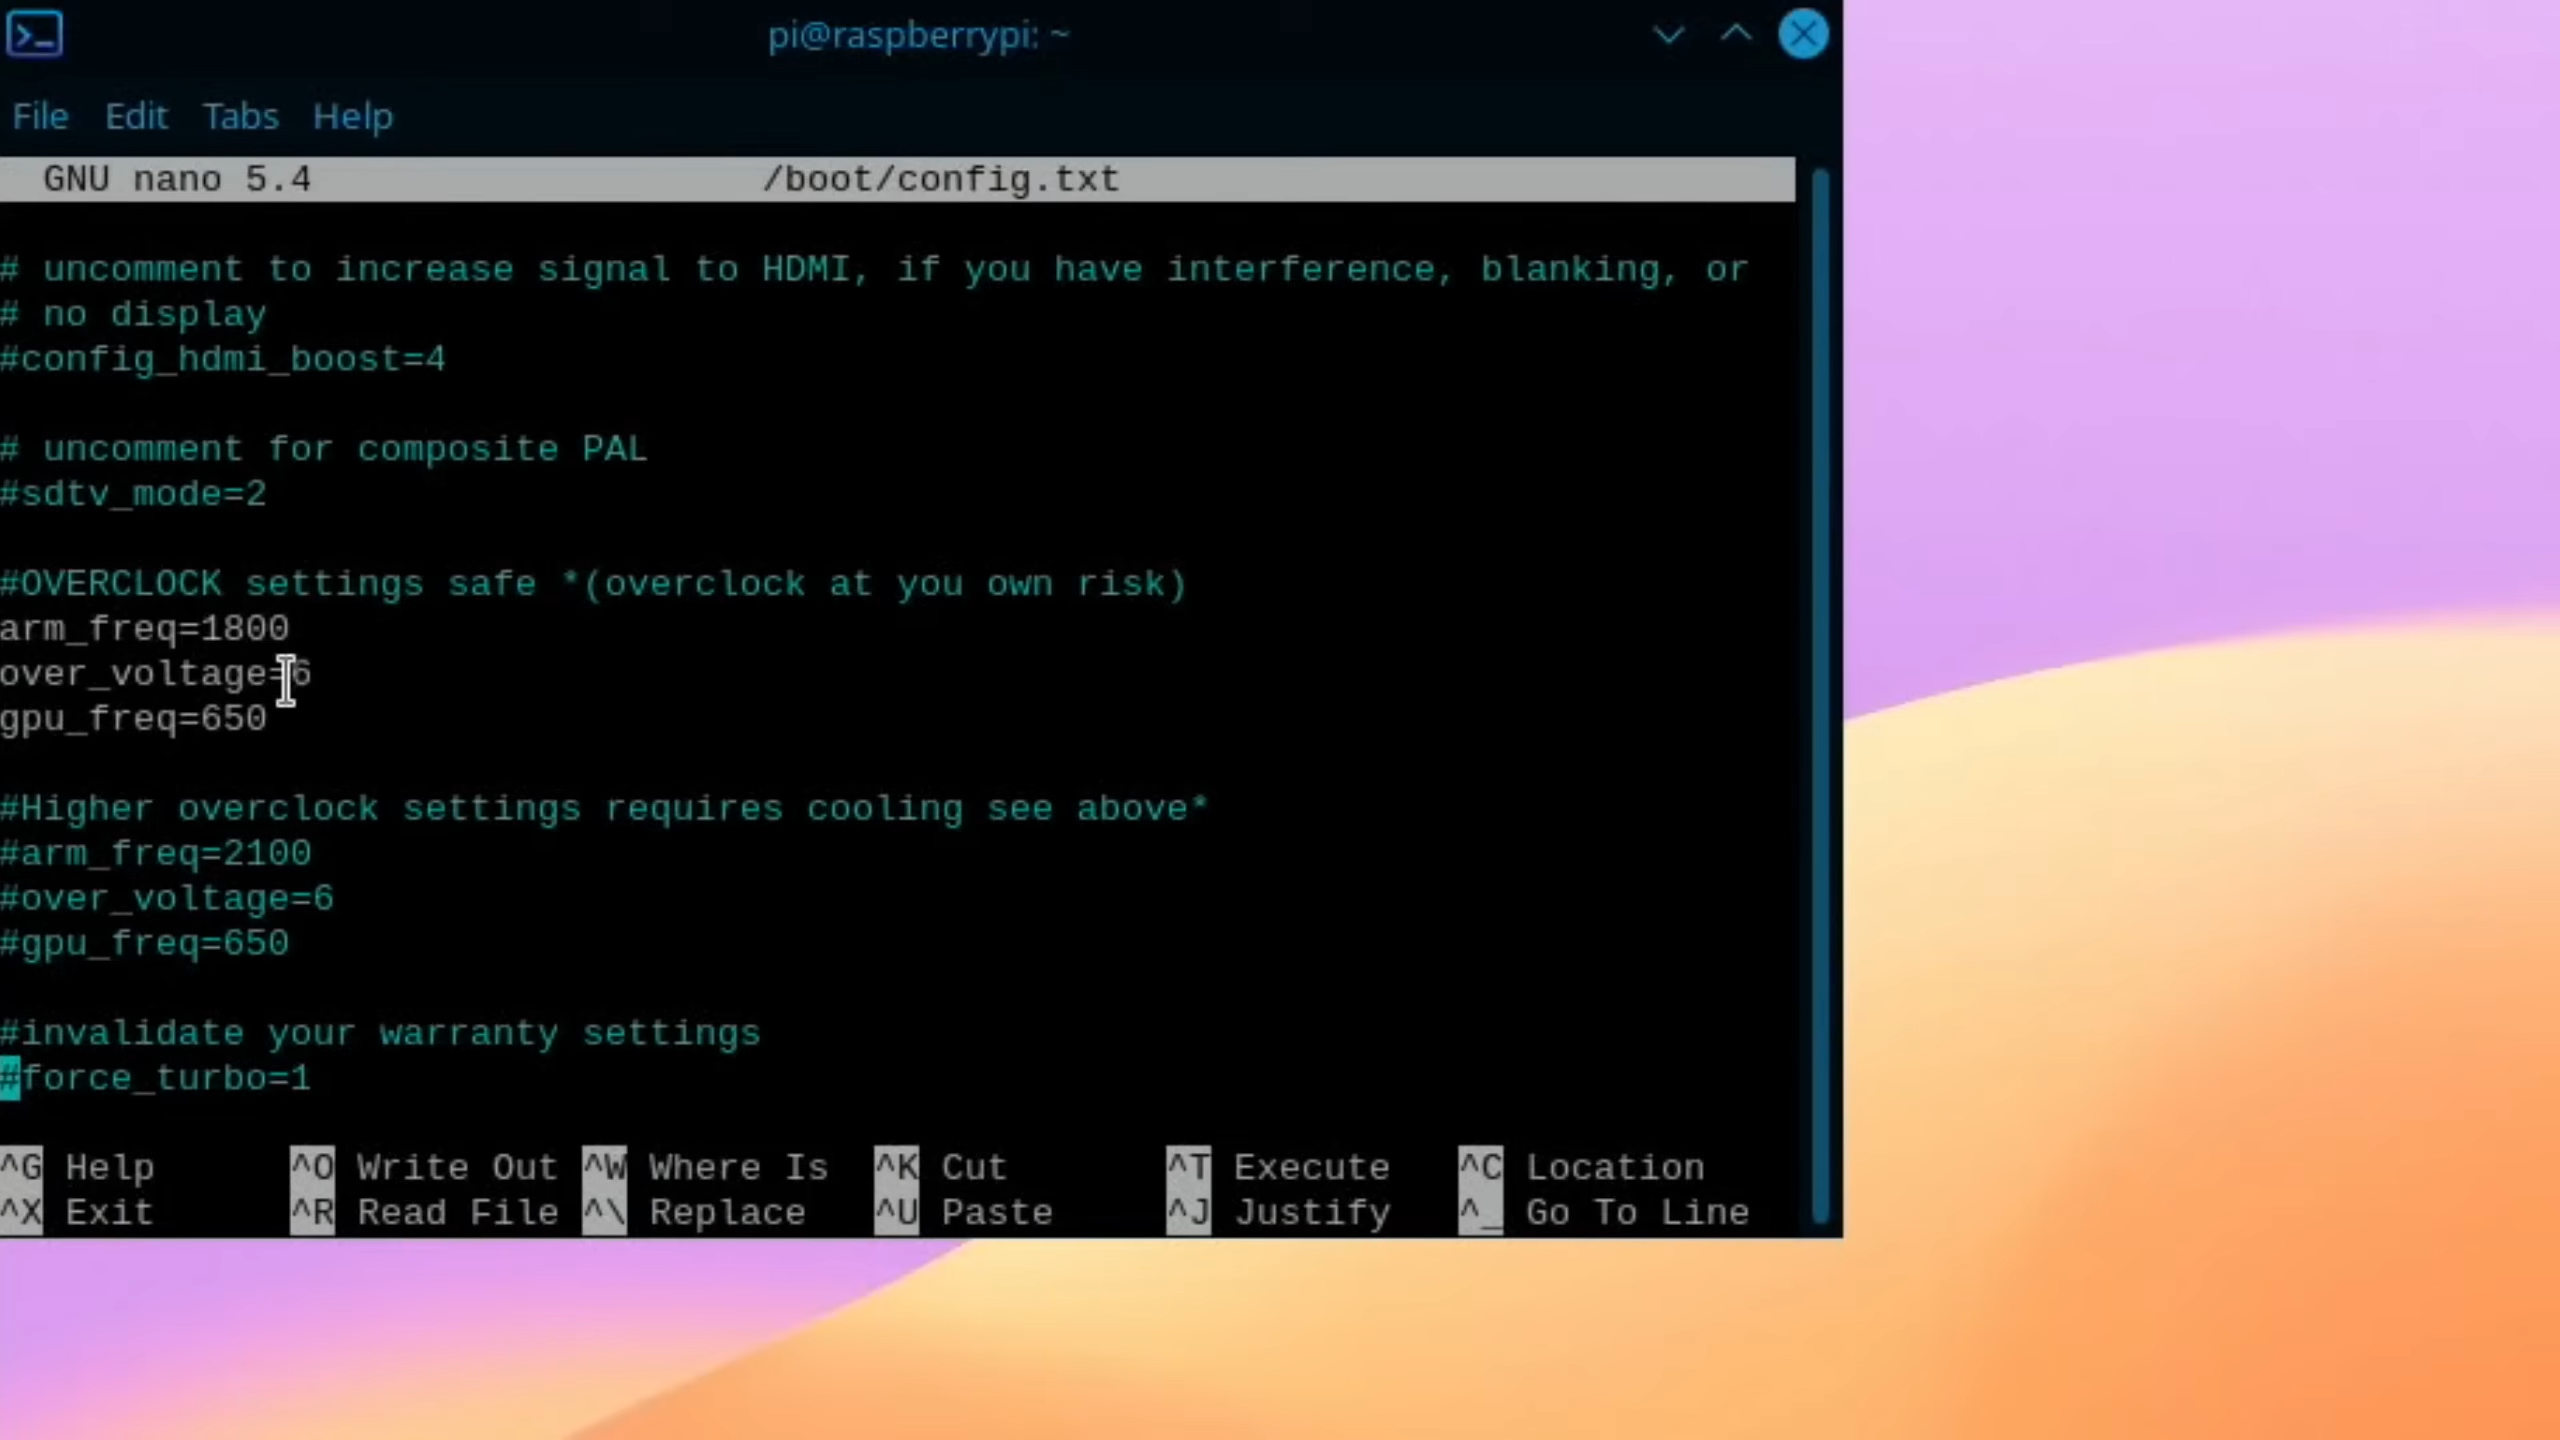 pi@raspberrypi: ~
File Edit Tabs Help
GNU nano 5.4 /boot/config.txt
# uncomment to increase signal to HDMI, if you have interference, blanking, or
# no display
#config_hdmi_boost=4
# uncomment for composite PAL
#sdtv_mode=2
#OVERCLOCK settings safe *(overclock at you own risk)
arm_freq=1800
over_voltage=6
gpu_freq=650
#Higher overclock settings requires cooling see above*
#arm_freq=2100
#over_voltage=6
#gpu_freq=650
#invalidate your warranty settings
#force_turbo=1
^G Help ^O Write Out ^W Where Is ^K Cut ^T Execute ^C Location
^X Exit ^R Read File ^\ Replace ^U Paste ^J Justify ^_ Go To Line